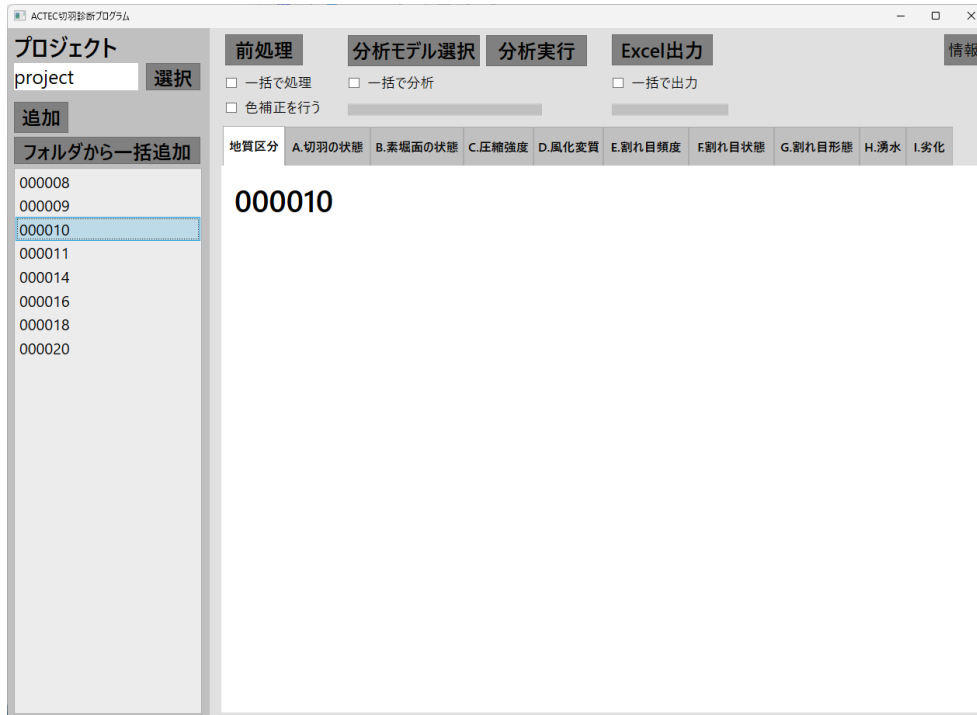 ACTEC切羽診断プログラム
プロジェクト
project 選択
追加
フォルダから一括追加
000008
000009
000010
000011
000014
000016
000018
000020
前処理 分析モデル選択 分析実行 Excel出力 情報
一括で処理 一括で分析 一括で出力
色補正を行う
地質区分 A.切羽の状態 B.素堀面の状態 C.圧縮強度 D.風化変質 E.割れ目頻度 F.割れ目状態 G.割れ目形態 H.湧水 I.劣化
000010